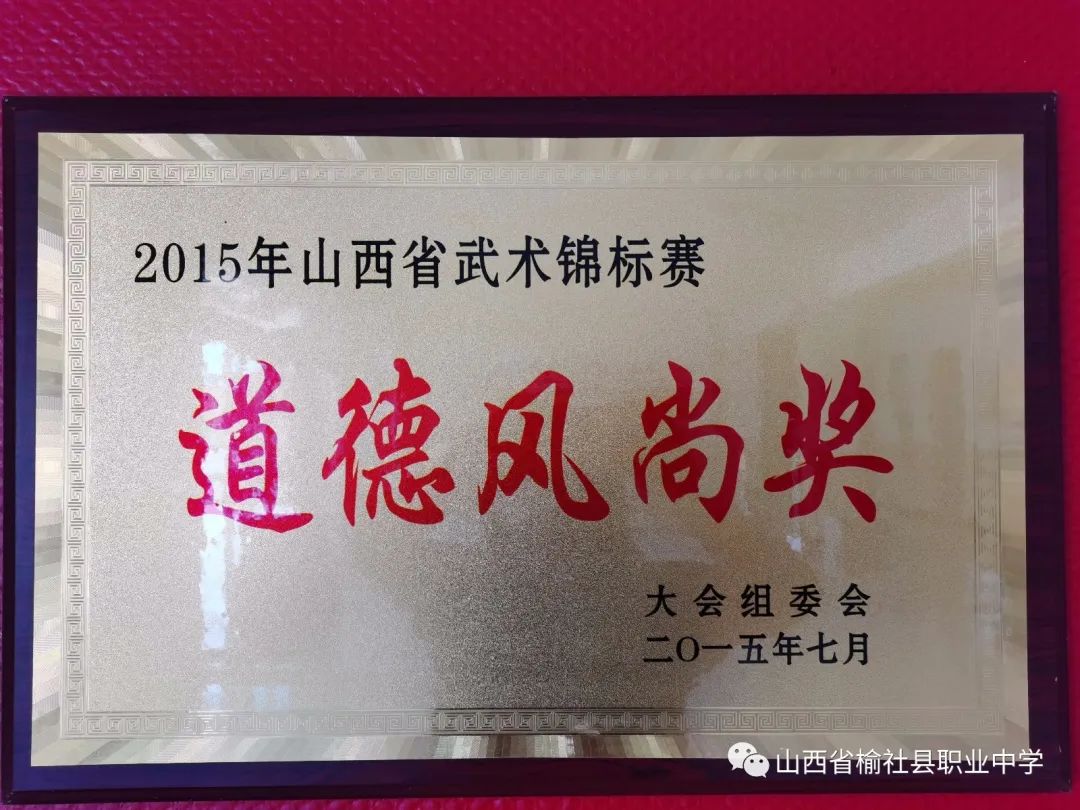 2015年山西省武术锦标赛
道德风尚奖
大会组委会
二〇一五年七月
山西省榆社县职业中学